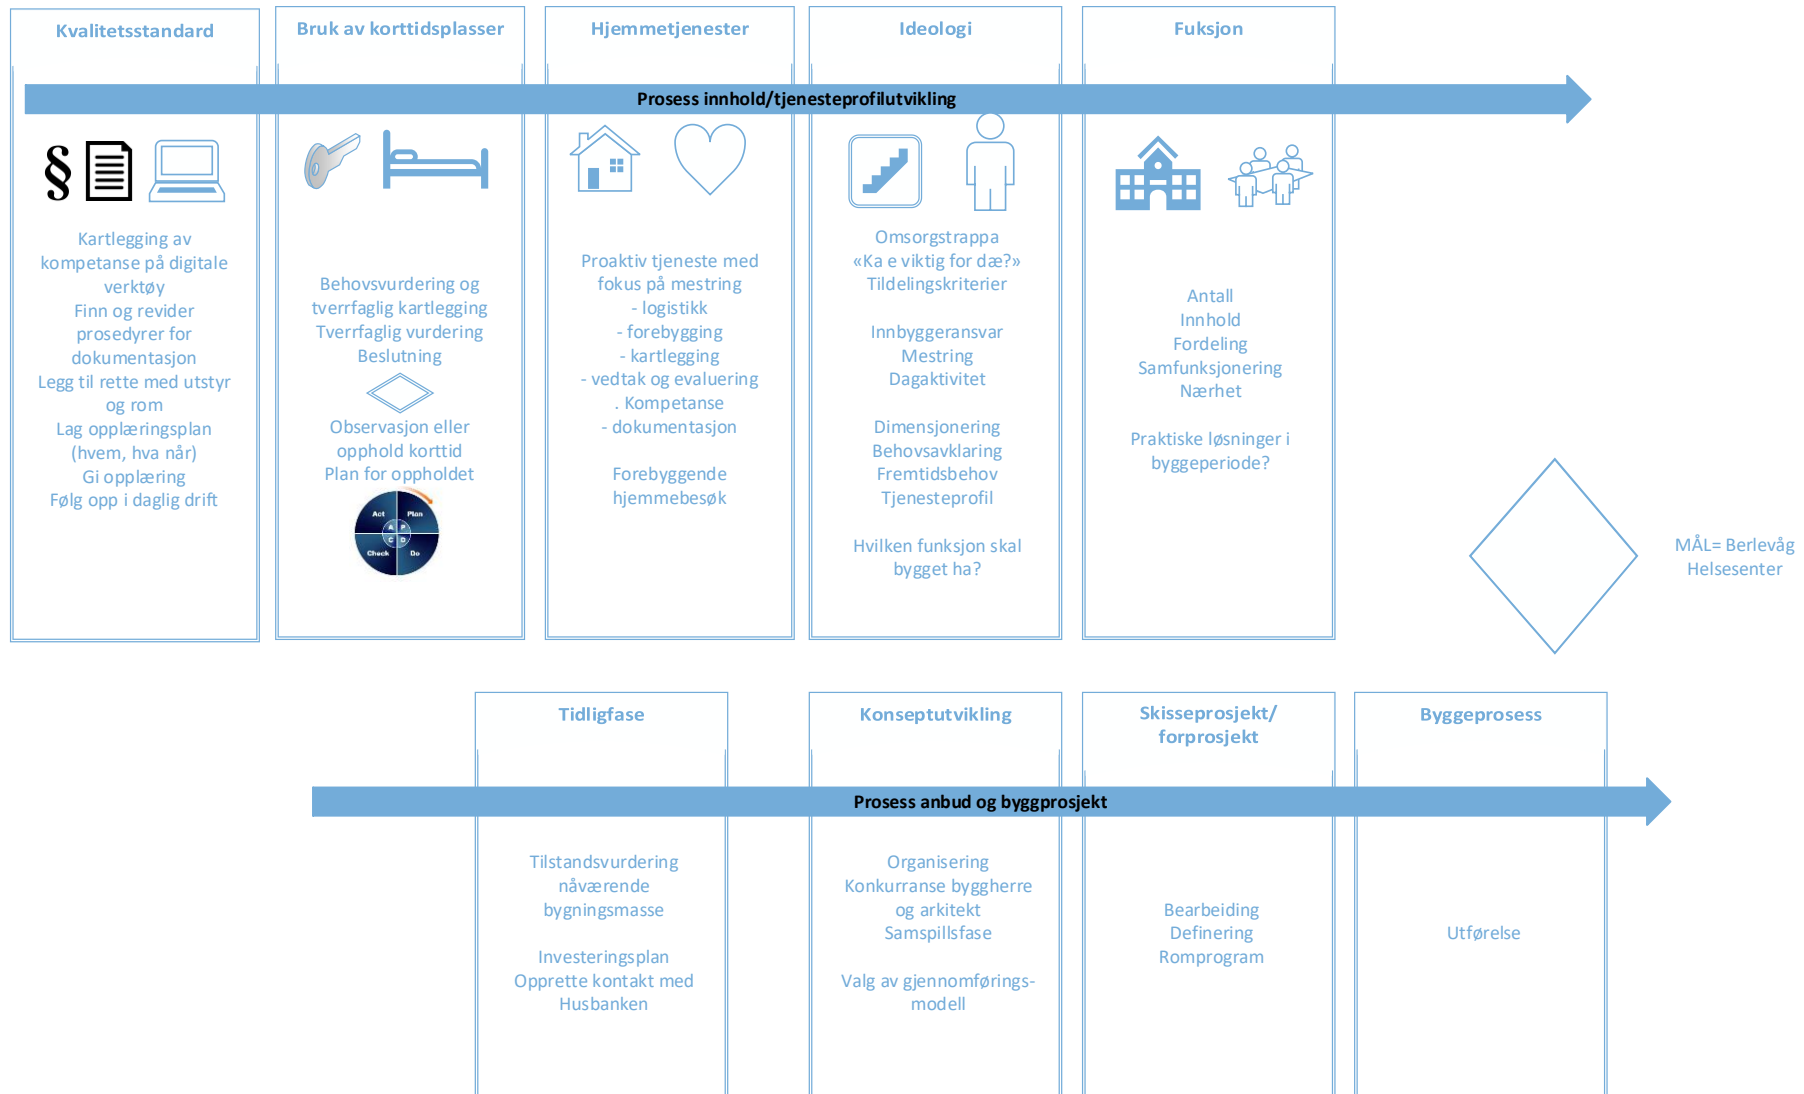 Kvalitetsstandard
Bruk av korttidsplasser
Hjemmetjenester
Ideologi
Fuksjon
Prosess innhold/tjenesteprofilutvikling
§
Kartlegging av
kompetanse på digitale
verktøy
Finn og revider
prosedyrer for
dokumentasjon
Legg til rette med utstyr
og rom
Lag opplæringsplan
(hvem, hva når)
Gi opplæring
Følg opp i daglig drift
Behovsvurdering og
tverrfaglig kartlegging
Tverrfaglig vurdering
Beslutning
Observasjon eller
opphold korttid
Plan for oppholdet
Act
Plan
A
P
C
D
Check
Do
Proaktiv tjeneste med
fokus på mestring
- logistikk
- forebygging
- kartlegging
- vedtak og evaluering
. Kompetanse
- dokumentasjon
Forebyggende
hjemmebesøk
Omsorgstrappa
«Ka e viktig for dæ?»
Tildelingskriterier
Innbyggeransvar
Mestring
Dagaktivitet
Dimensjonering
Behovsavklaring
Fremtidsbehov
Tjenesteprofil
Hvilken funksjon skal
bygget ha?
Antall
Innhold
Fordeling
Samfunksjonering
Nærhet
Praktiske løsninger i
byggeperiode?
MÅL= Berlevåg
Helsesenter
Tidligfase
Konseptutvikling
Skisseprosjekt/
forprosjekt
Byggeprosess
Prosess anbud og byggprosjekt
Tilstandsvurdering
nåværende
bygningsmasse
Investeringsplan
Opprette kontakt med
Husbanken
Organisering
Konkurranse byggherre
og arkitekt
Samspillsfase
Valg av gjennomførings-
modell
Bearbeiding
Definering
Romprogram
Utførelse